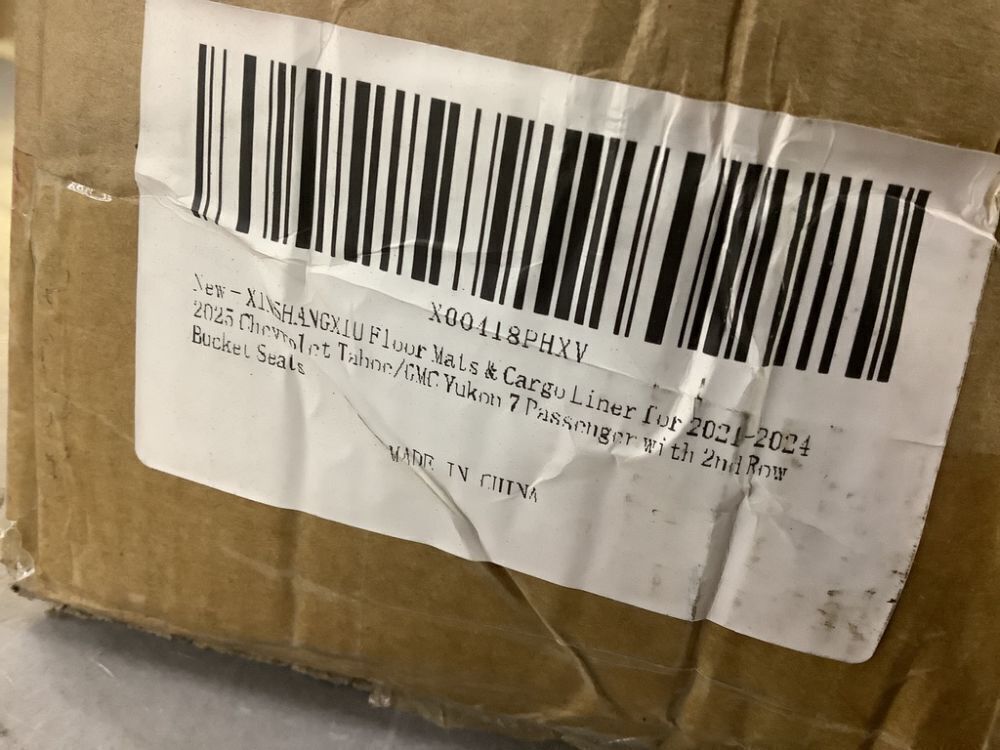 X00418PHXV
New - XINGHANGXIU Floor Mats & Cargo Liner for 2021-2024
2025 Chevrolet Tahoe/GMC Yukon 7 Passenger with 2nd Row
Bucket Seats
MADE IN CHINA